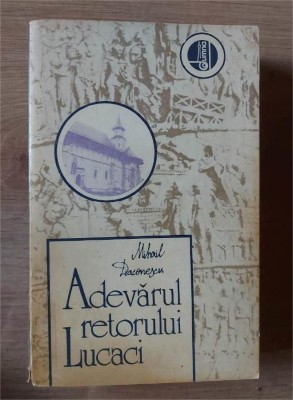 Mihail
Diaconescu
Adevărul
retorului
Lucaci